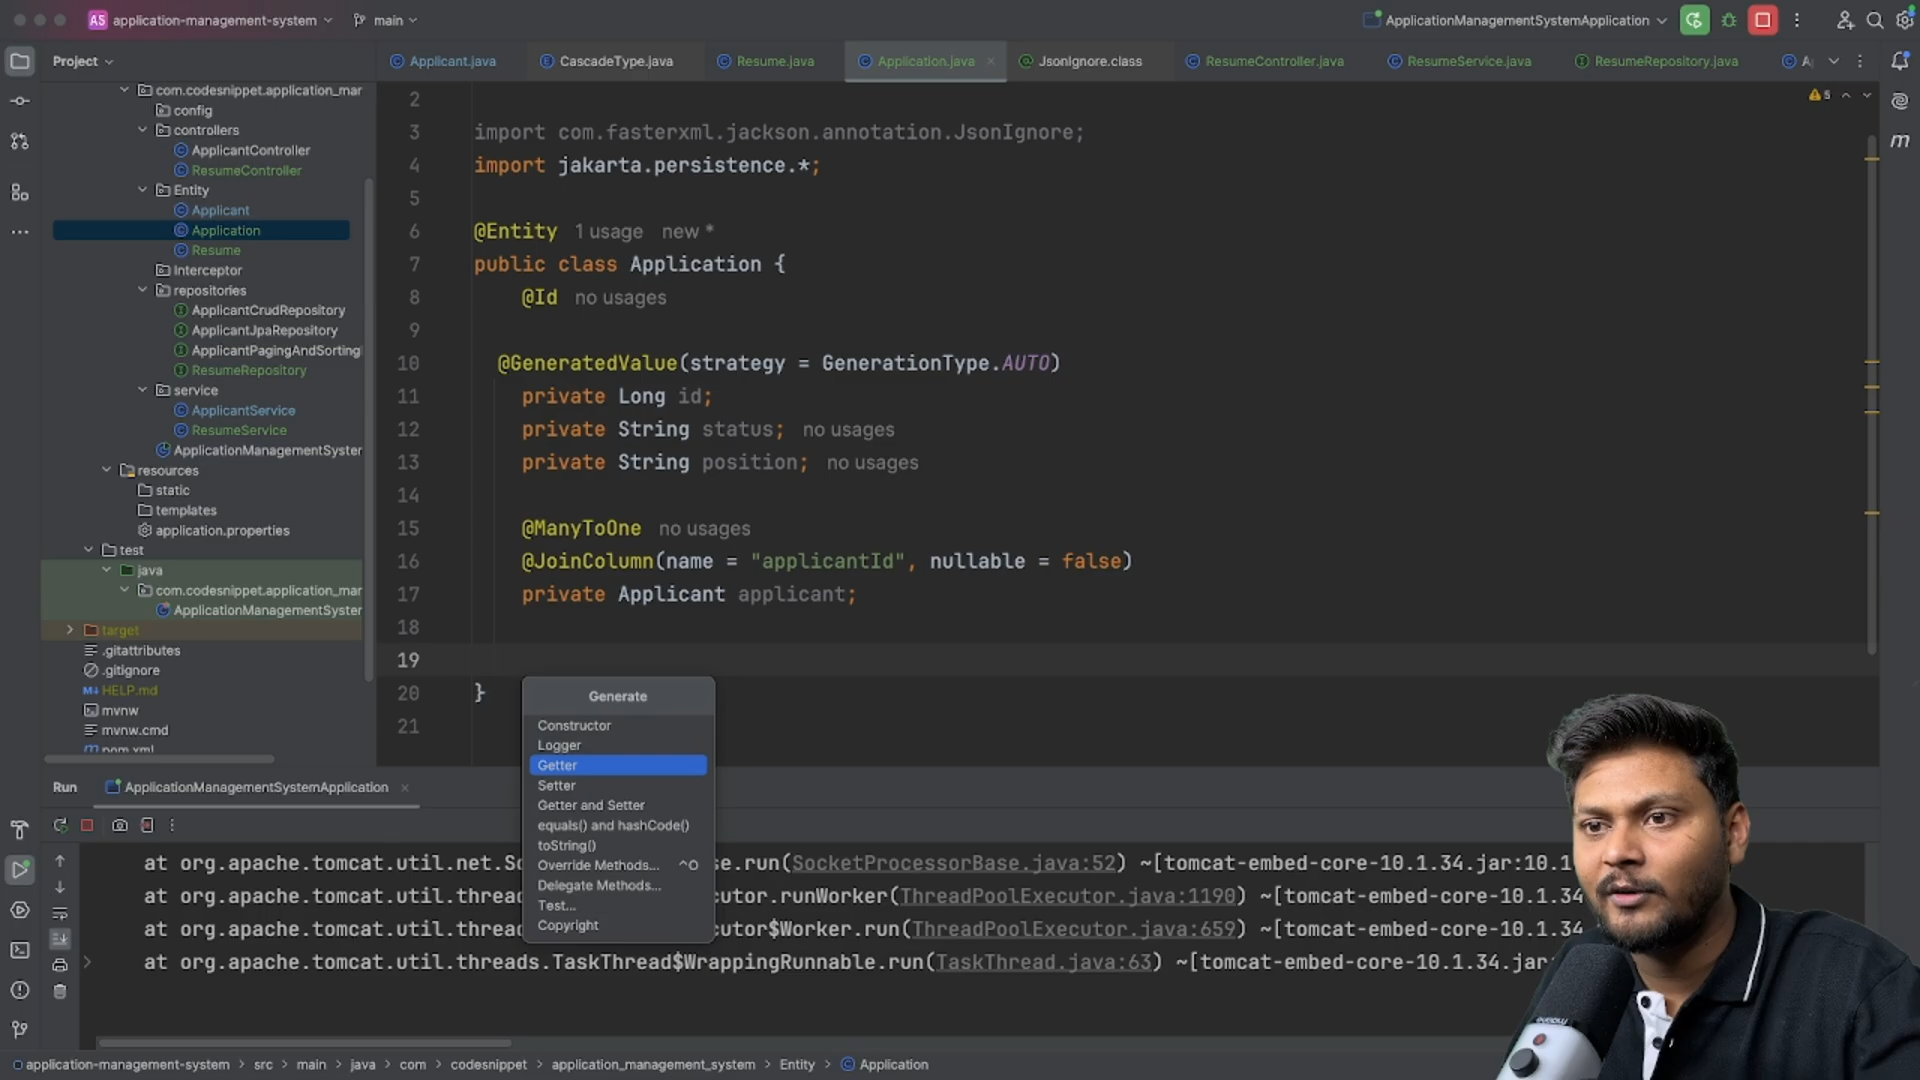 AS application-management-system main ApplicationManagementSystemApplication
Project
Applicant.java CascadeType.java Resume.java Application.java JsonIgnore.class ResumeController.java ResumeService.java ResumeRepository.java
com.codesnippet.application_mar
config
controllers
ApplicantController
ResumeController
Entity
Applicant
Application
Resume
Interceptor
repositories
ApplicantCrudRepository
ApplicantJpaRepository
ApplicantPagingAndSorting
ResumeRepository
service
ApplicantService
ResumeService
ApplicationManagementSyster
resources
static
templates
application.properties
test
java
com.codesnippet.application_mar
ApplicationManagementSyster
target
.gitattributes
.gitignore
M↓ HELP.md
mvnw
mvnw.cmd
pom.xml
5
2
3 import com.fasterxml.jackson.annotation.JsonIgnore;
4 import jakarta.persistence.*;
5
6 @Entity 1 usage new *
7 public class Application {
8 @Id no usages
9
10 @GeneratedValue(strategy = GenerationType.AUTO)
11 private Long id;
12 private String status; no usages
13 private String position; no usages
14
15 @ManyToOne no usages
16 @JoinColumn(name = "applicantId", nullable = false)
17 private Applicant applicant;
18
19
20 }
21
Generate
Constructor
Logger
Getter
Setter
Getter and Setter
equals() and hashCode()
toString()
Override Methods... ^O
Delegate Methods...
Test...
Copyright
Run ApplicationManagementSystemApplication
at org.apache.tomcat.util.net.So se.run(SocketProcessorBase.java:52) ~[tomcat-embed-core-10.1.34.jar:10.1
at org.apache.tomcat.util.threads cutor.runWorker(ThreadPoolExecutor.java:1190) ~[tomcat-embed-core-10.1.34.
at org.apache.tomcat.util.threads cutor$Worker.run(ThreadPoolExecutor.java:659) ~[tomcat-embed-core-10.1.34.
at org.apache.tomcat.util.threads.TaskThread$WrappingRunnable.run(TaskThread.java:63) ~[tomcat-embed-core-10.1.34.jar
application-management-system > src > main > java > com > codesnippet > application_management_system > Entity > Application